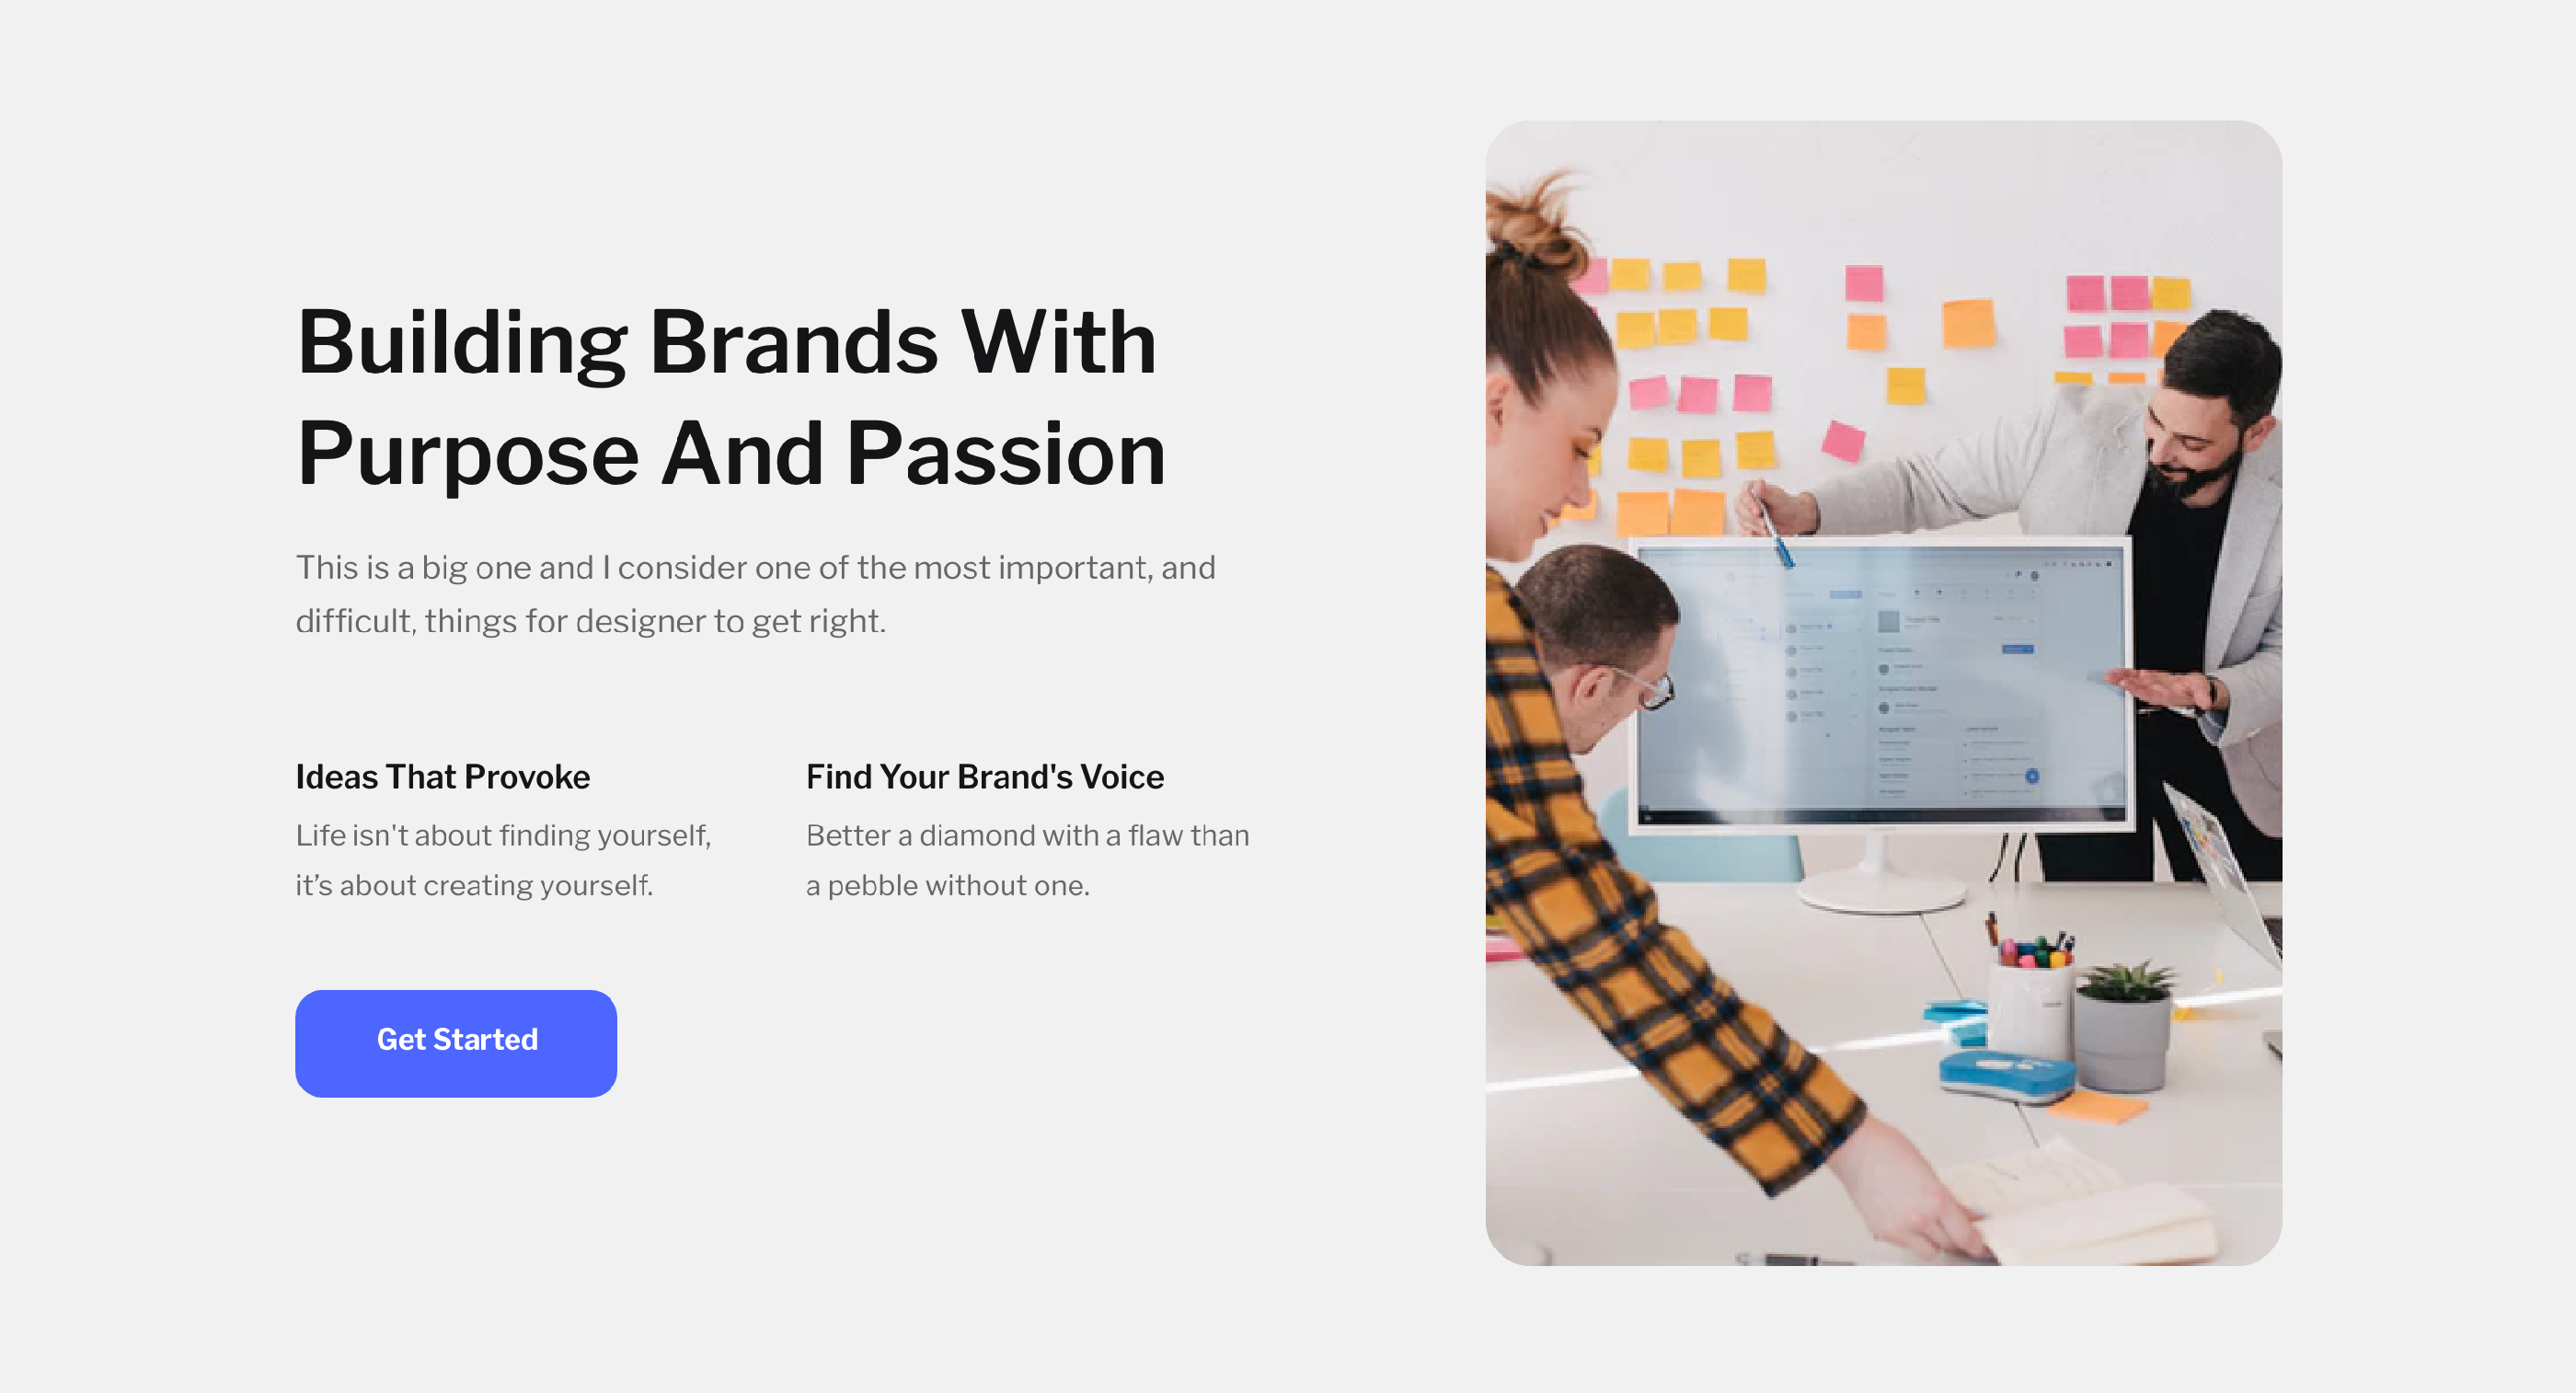 Building Brands With
Purpose And Passion
This is a big one and I consider one of the most important, and
difficult, things for designer to get right.
Ideas That Provoke
Life isn't about finding yourself,
it’s about creating yourself.
Find Your Brand's Voice
Better a diamond with a flaw than
a pebble without one.
Get Started